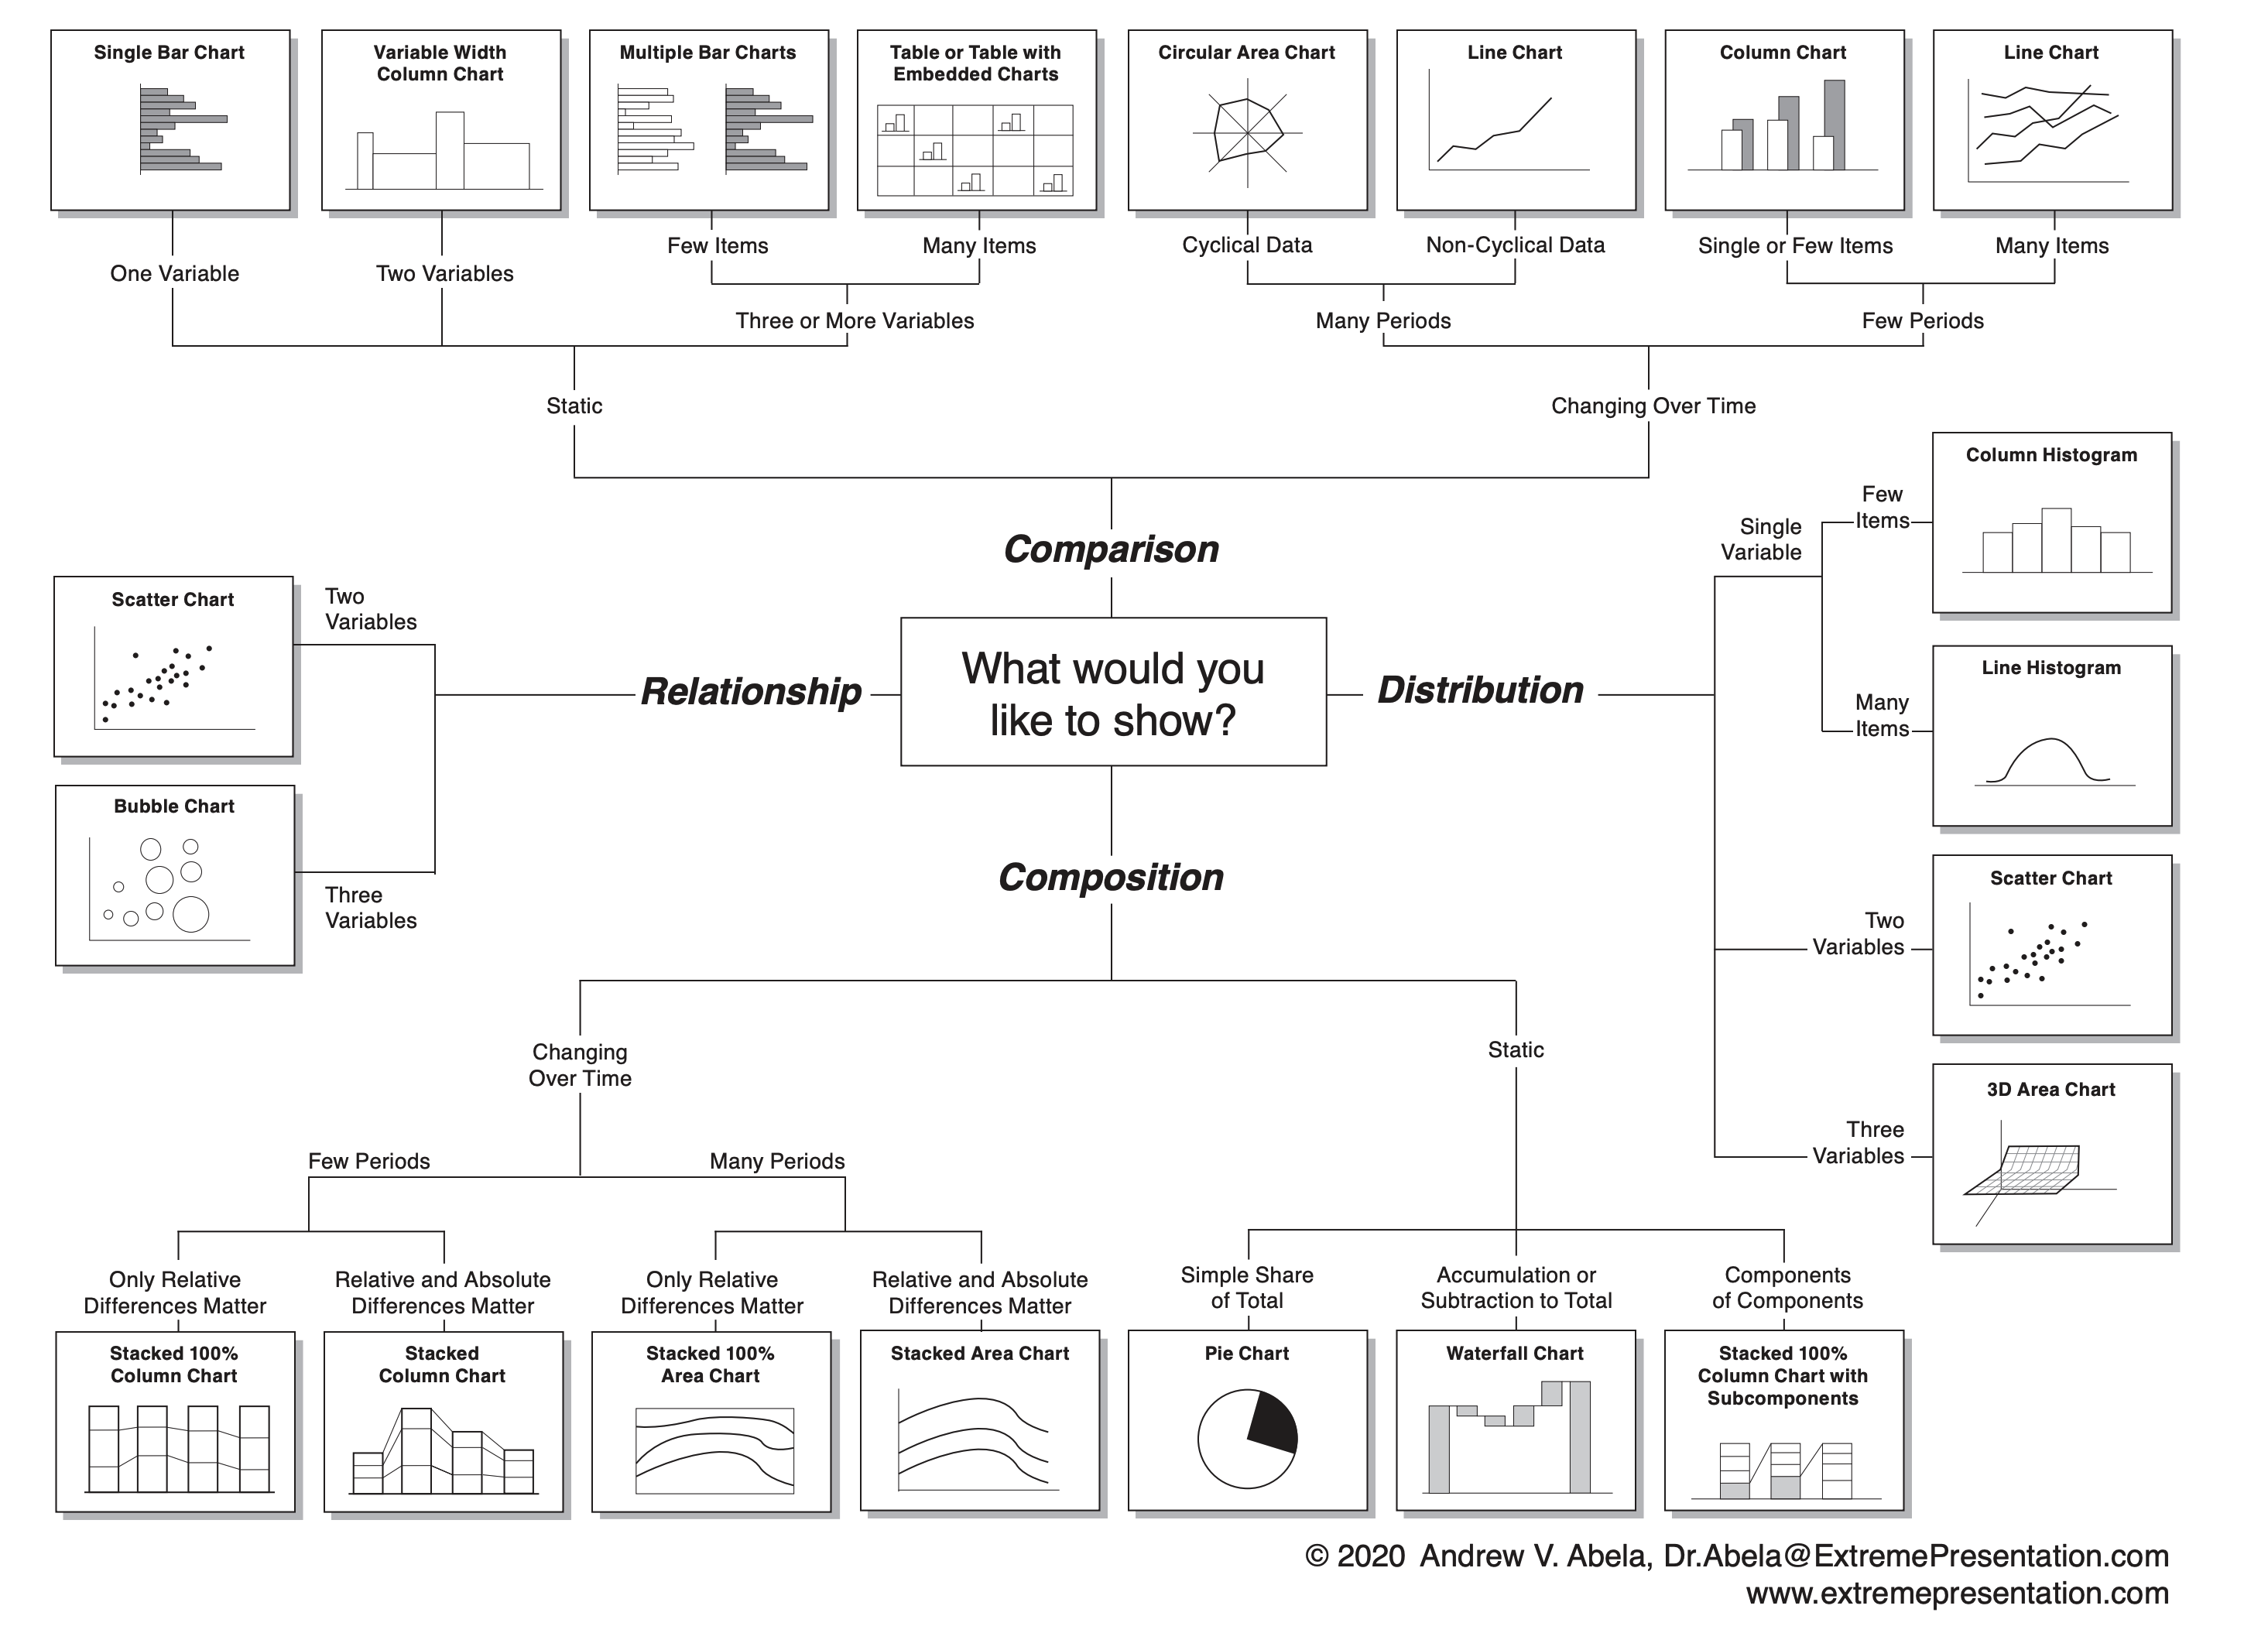 Single Bar Chart
Variable Width
Column Chart
Multiple Bar Charts
Table or Table with
Embedded Charts
Circular Area Chart
Line Chart
Column Chart
Line Chart
One Variable
Two Variables
Few Items
Many Items
Cyclical Data
Non-Cyclical Data
Single or Few Items
Many Items
Three or More Variables
Many Periods
Few Periods
Static
Changing Over Time
Comparison
What would you
like to show?
Relationship
Two
Variables
Scatter Chart
Bubble Chart
Three
Variables
Distribution
Single
Variable
Few
Items
Column Histogram
Many
Items
Line Histogram
Two
Variables
Scatter Chart
Three
Variables
3D Area Chart
Composition
Changing
Over Time
Static
Few Periods
Many Periods
Only Relative
Differences Matter
Relative and Absolute
Differences Matter
Only Relative
Differences Matter
Relative and Absolute
Differences Matter
Simple Share
of Total
Accumulation or
Subtraction to Total
Components
of Components
Stacked 100%
Column Chart
Stacked
Column Chart
Stacked 100%
Area Chart
Stacked Area Chart
Pie Chart
Waterfall Chart
Stacked 100%
Column Chart with
Subcomponents
© 2020 Andrew V. Abela, Dr.Abela@ExtremePresentation.com
www.extremepresentation.com